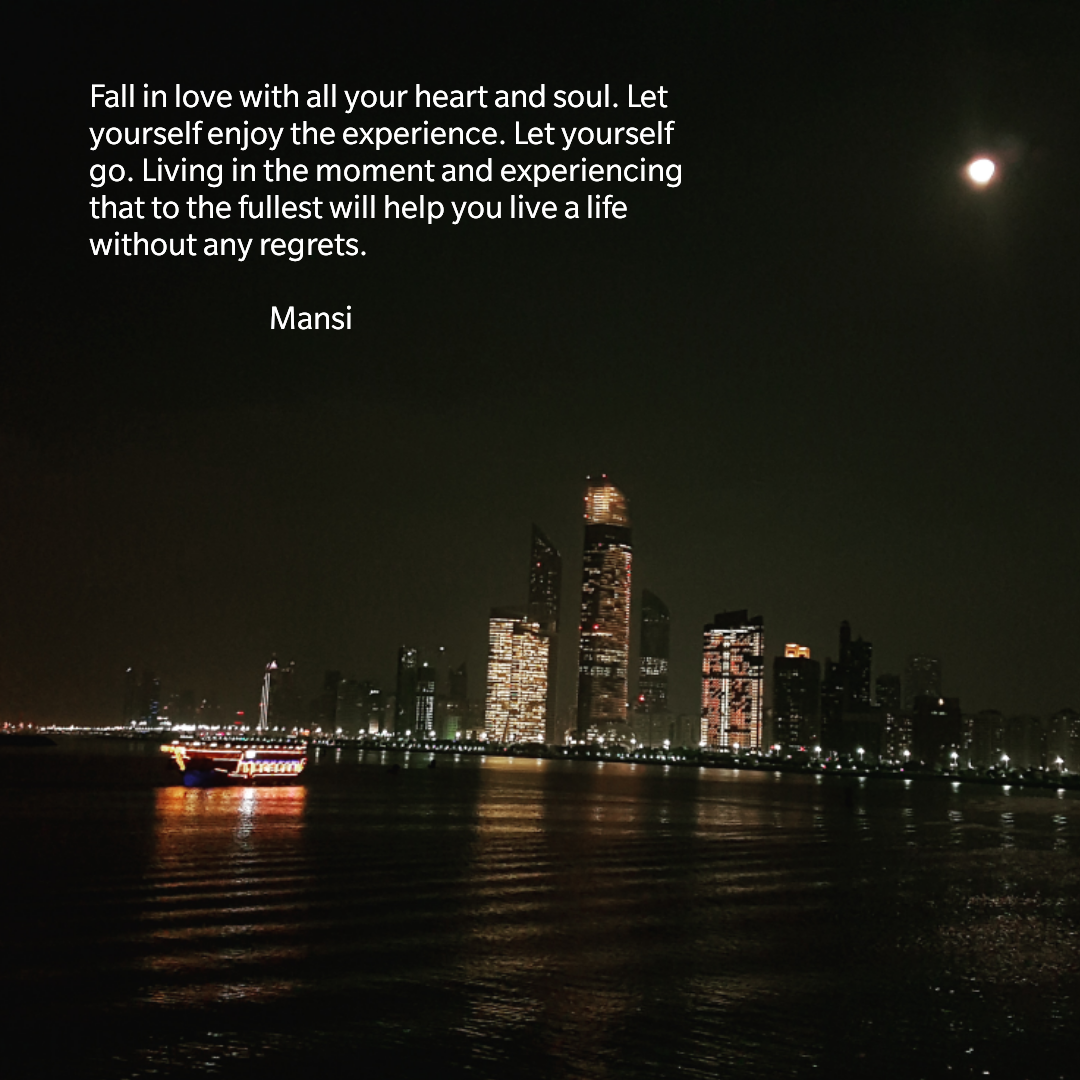 Fall in love with all your heart and soul. Let
yourself enjoy the experience. Let yourself
go. Living in the moment and experiencing
that to the fullest will help you live a life
without any regrets.
Mansi